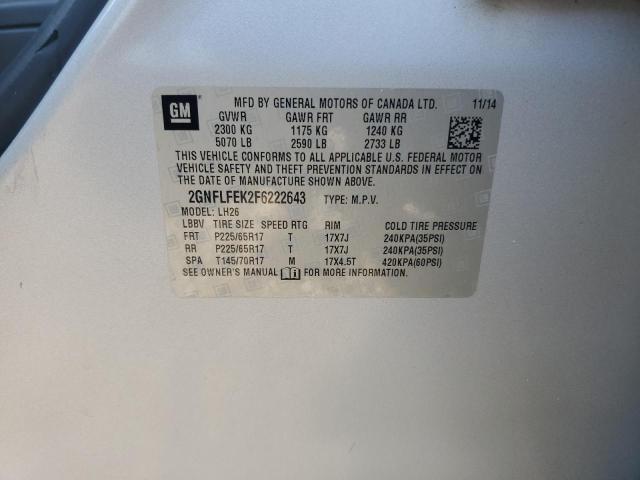 GM
MFD BY GENERAL MOTORS OF CANADA LTD. 11/14
GVWR GAWR FRT GAWR RR
2300 KG 1175 KG 1240 KG
5070 LB 2590 LB 2733 LB
THIS VEHICLE CONFORMS TO ALL APPLICABLE U.S. FEDERAL MOTOR
VEHICLE SAFETY AND THEFT PREVENTION STANDARDS IN EFFECT ON
THE DATE OF MANUFACTURE SHOWN ABOVE.
2GNFLFEK2F6222643 TYPE: M.P.V.
MODEL: LH26
LBBV TIRE SIZE SPEED RTG RIM COLD TIRE PRESSURE
FRT P225/65R17 T 17X7J 240KPA(35PSI)
RR P225/65R17 T 17X7J 240KPA(35PSI)
SPA T145/70R17 M 17X4.5T 420KPA(60PSI)
SEE OWNER'S MANUAL FOR MORE INFORMATION.